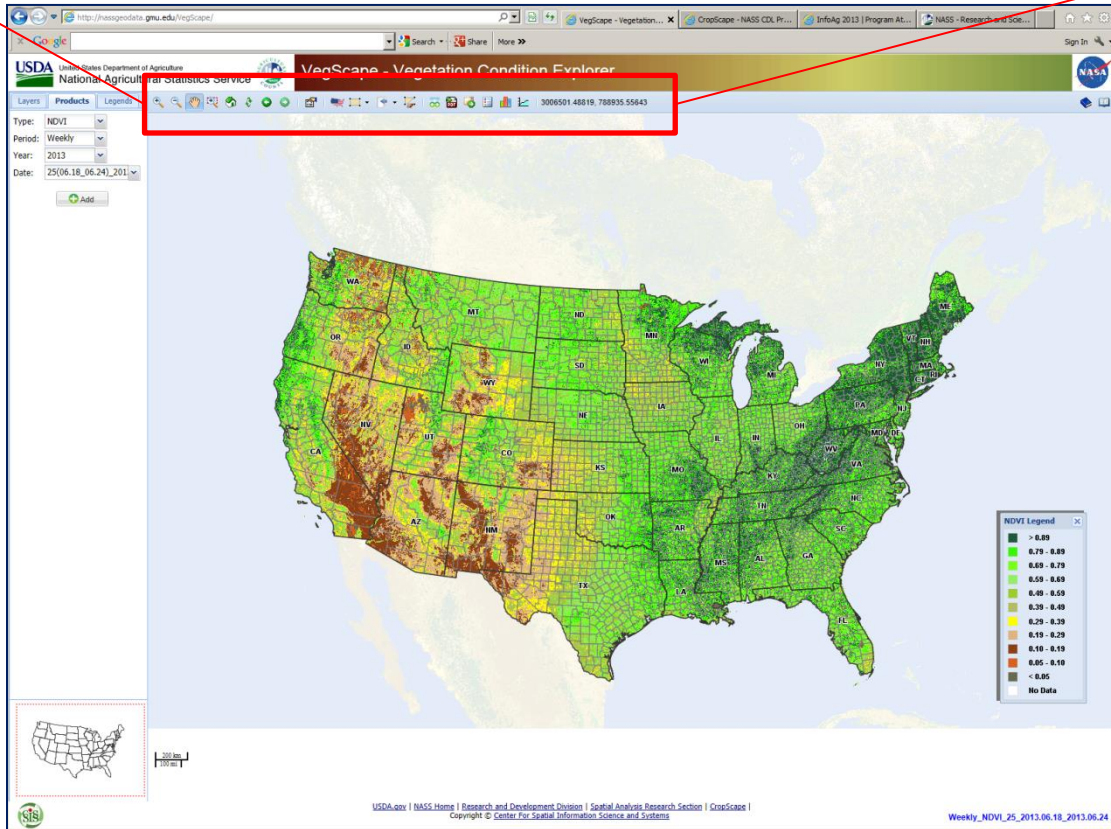 http://nassgeodata.gmu.edu/VegScape/
VegScape - Vegetation... x
CropScape - NASS CDL Pr...
InfoAg 2013 | Program At...
NASS - Research and Scie...
x Google
Search
Share
More »
Sign In
USDA
United States Department of Agriculture
National Agricultural Statistics Service
VegScape - Vegetation Condition Explorer
NASA
Layers
Products
Legends
PDF
3006501.48819, 788935.55643
Type: NDVI
Period: Weekly
Year: 2013
Date: 25(06.18_06.24)_201
Add
WA
MT
ND
MN
ME
OR
ID
WI
VT
NH
SD
MI
NY
MA
CT
RI
WY
IA
PA
NJ
NE
OH
NV
UT
UT
IL
IN
MD
DE
CA
CO
WV
VA
KS
MO
KY
NC
TN
AZ
NM
OK
AR
SC
MS
AL
GA
TX
LA
FL
NDVI Legend x
> 0.89
0.79 - 0.89
0.69 - 0.79
0.59 - 0.69
0.49 - 0.59
0.39 - 0.49
0.29 - 0.39
0.19 - 0.29
0.10 - 0.19
0.05 - 0.10
< 0.05
No Data
200 km
100 mi
SIS
USDA.gov | NASS Home | Research and Development Division | Spatial Analysis Research Section | CropScape |
Copyright © Center For Spatial Information Science and Systems
Weekly_NDVI_25_2013.06.18_2013.06.24